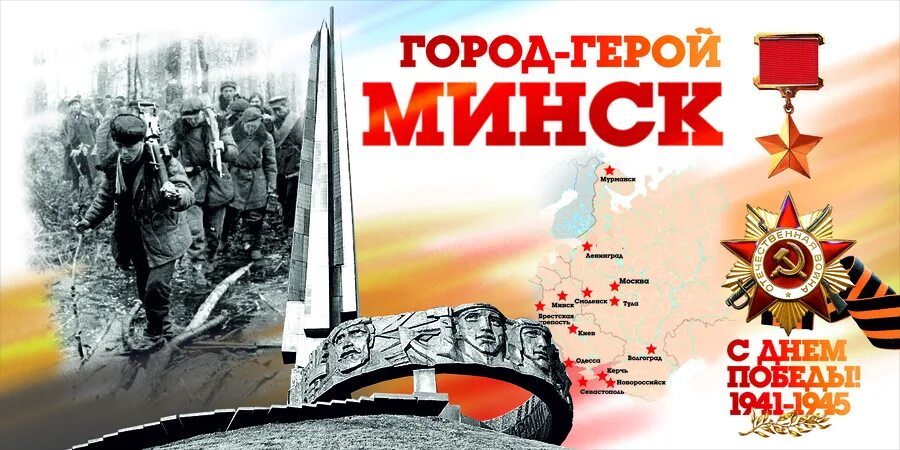 ГОРОД-ГЕРОЙ
МИНСК
Мурманск
Ленинград
Москва
Минск
Смоленск
Тула
Брестская
крепость
Киев
Волгоград
Одесса
Керчь
Новороссийск
Севастополь
ОТЕЧЕСТВЕННАЯ ВОЙНА
С ДНЕМ
ПОБЕДЫ!
1941-1945